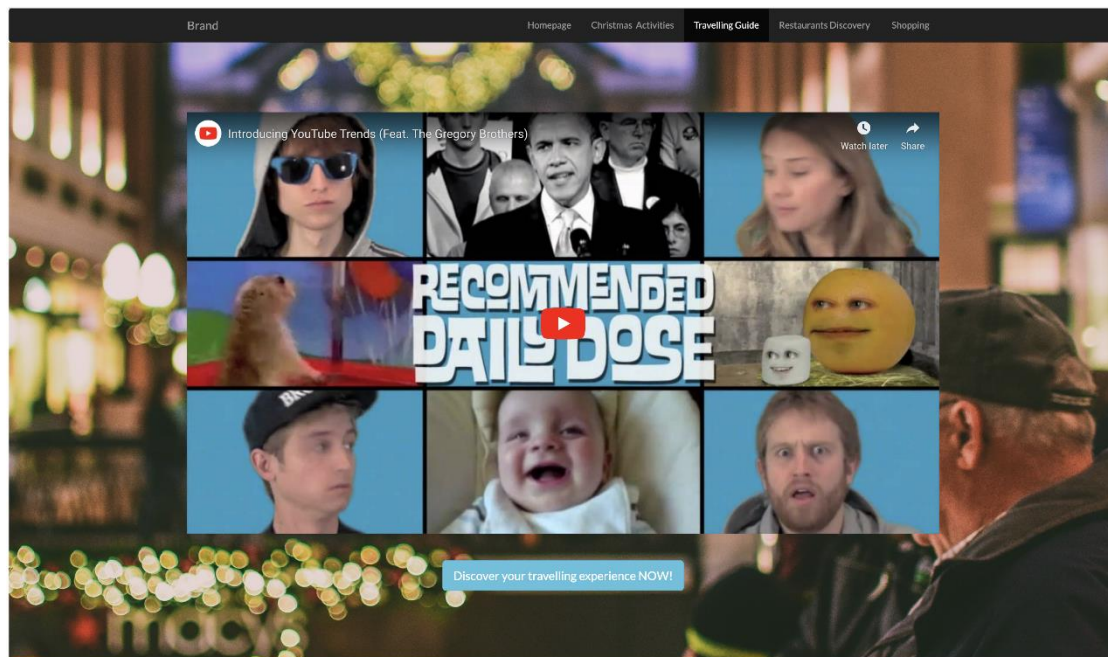 Brand
Homepage Christmas Activities Travelling Guide Restaurants Discovery Shopping
Introducing YouTube Trends (Feat. The Gregory Brothers)
Watch later Share
RECOMMENDED
DAILY DOSE
Discover your travelling experience NOW!
macy's